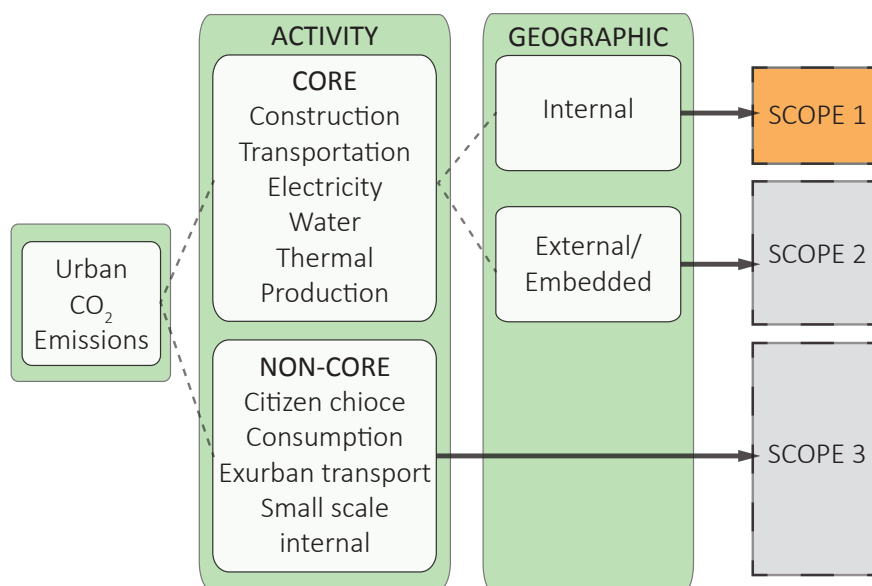 ACTIVITY
GEOGRAPHIC
CORE
Construction
Transportation
Electricity
Water
Thermal
Production
Internal
SCOPE 1
External/
Embedded
SCOPE 2
Urban
CO₂
Emissions
NON-CORE
Citizen chioce
Consumption
Exurban transport
Small scale
internal
SCOPE 3